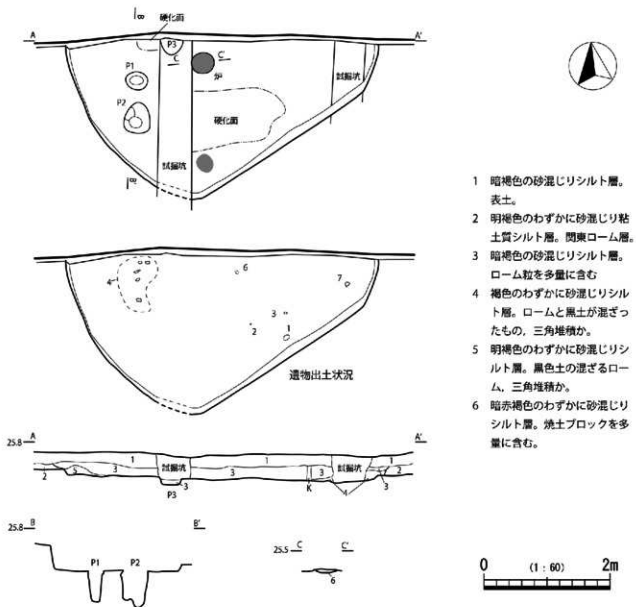 硬化面
A
A'
P3
C
C'
P1
炉
試掘坑
P2
硬化面
試掘坑
1 暗褐色の砂混じりシルト層。
表土。
2 明褐色のわずかに砂混じり粘
土質シルト層。関東ローム層。
3 暗褐色の砂混じりシルト層。
ローム粒を多量に含む
4 褐色のわずかに砂混じりシル
ト層。ロームと黒土が混ざっ
たもの，三角堆積か。
5 明褐色のわずかに砂混じりシ
ルト層。黒色土の混ざるロー
ム，三角堆積か。
6 暗赤褐色のわずかに砂混じり
シルト層。焼土ブロックを多
量に含む。
4
6
7
3
2
1
遺物出土状況
25.8 A
A'
1
試掘坑
1
試掘坑
1
2
5
3
3
3
2
3
P3
K
4
3
25.8 B
B'
P1
P2
25.5 C
C'
6
0
(1 : 60)
2m